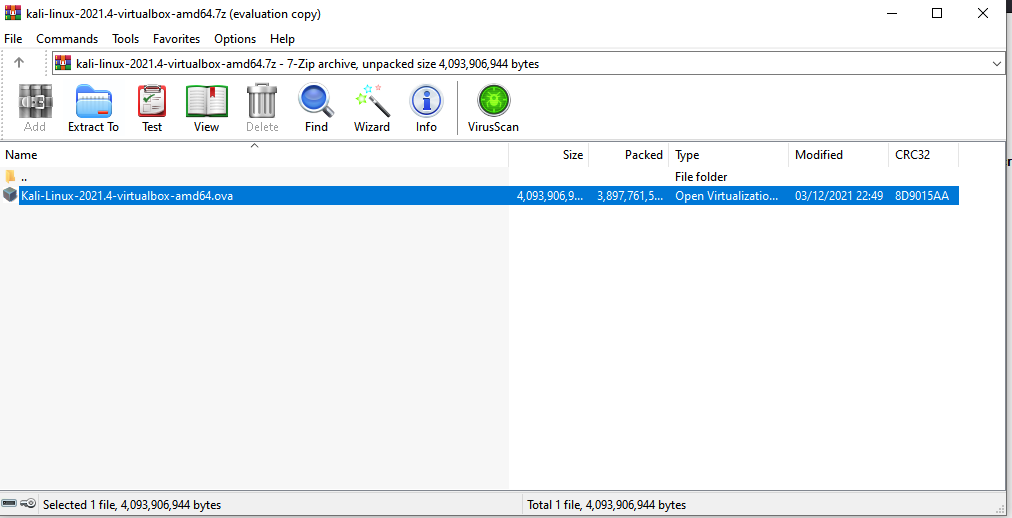 kali-linux-2021.4-virtualbox-amd64.7z (evaluation copy)
File Commands Tools Favorites Options Help
kali-linux-2021.4-virtualbox-amd64.7z - 7-Zip archive, unpacked size 4,093,906,944 bytes
Add Extract To Test View Delete Find Wizard Info VirusScan
Name Size Packed Type Modified CRC32
.. File folder
Kali-Linux-2021.4-virtualbox-amd64.ova 4,093,906,9... 3,897,761,5... Open Virtualizatio... 03/12/2021 22:49 8D9015AA
Selected 1 file, 4,093,906,944 bytes Total 1 file, 4,093,906,944 bytes